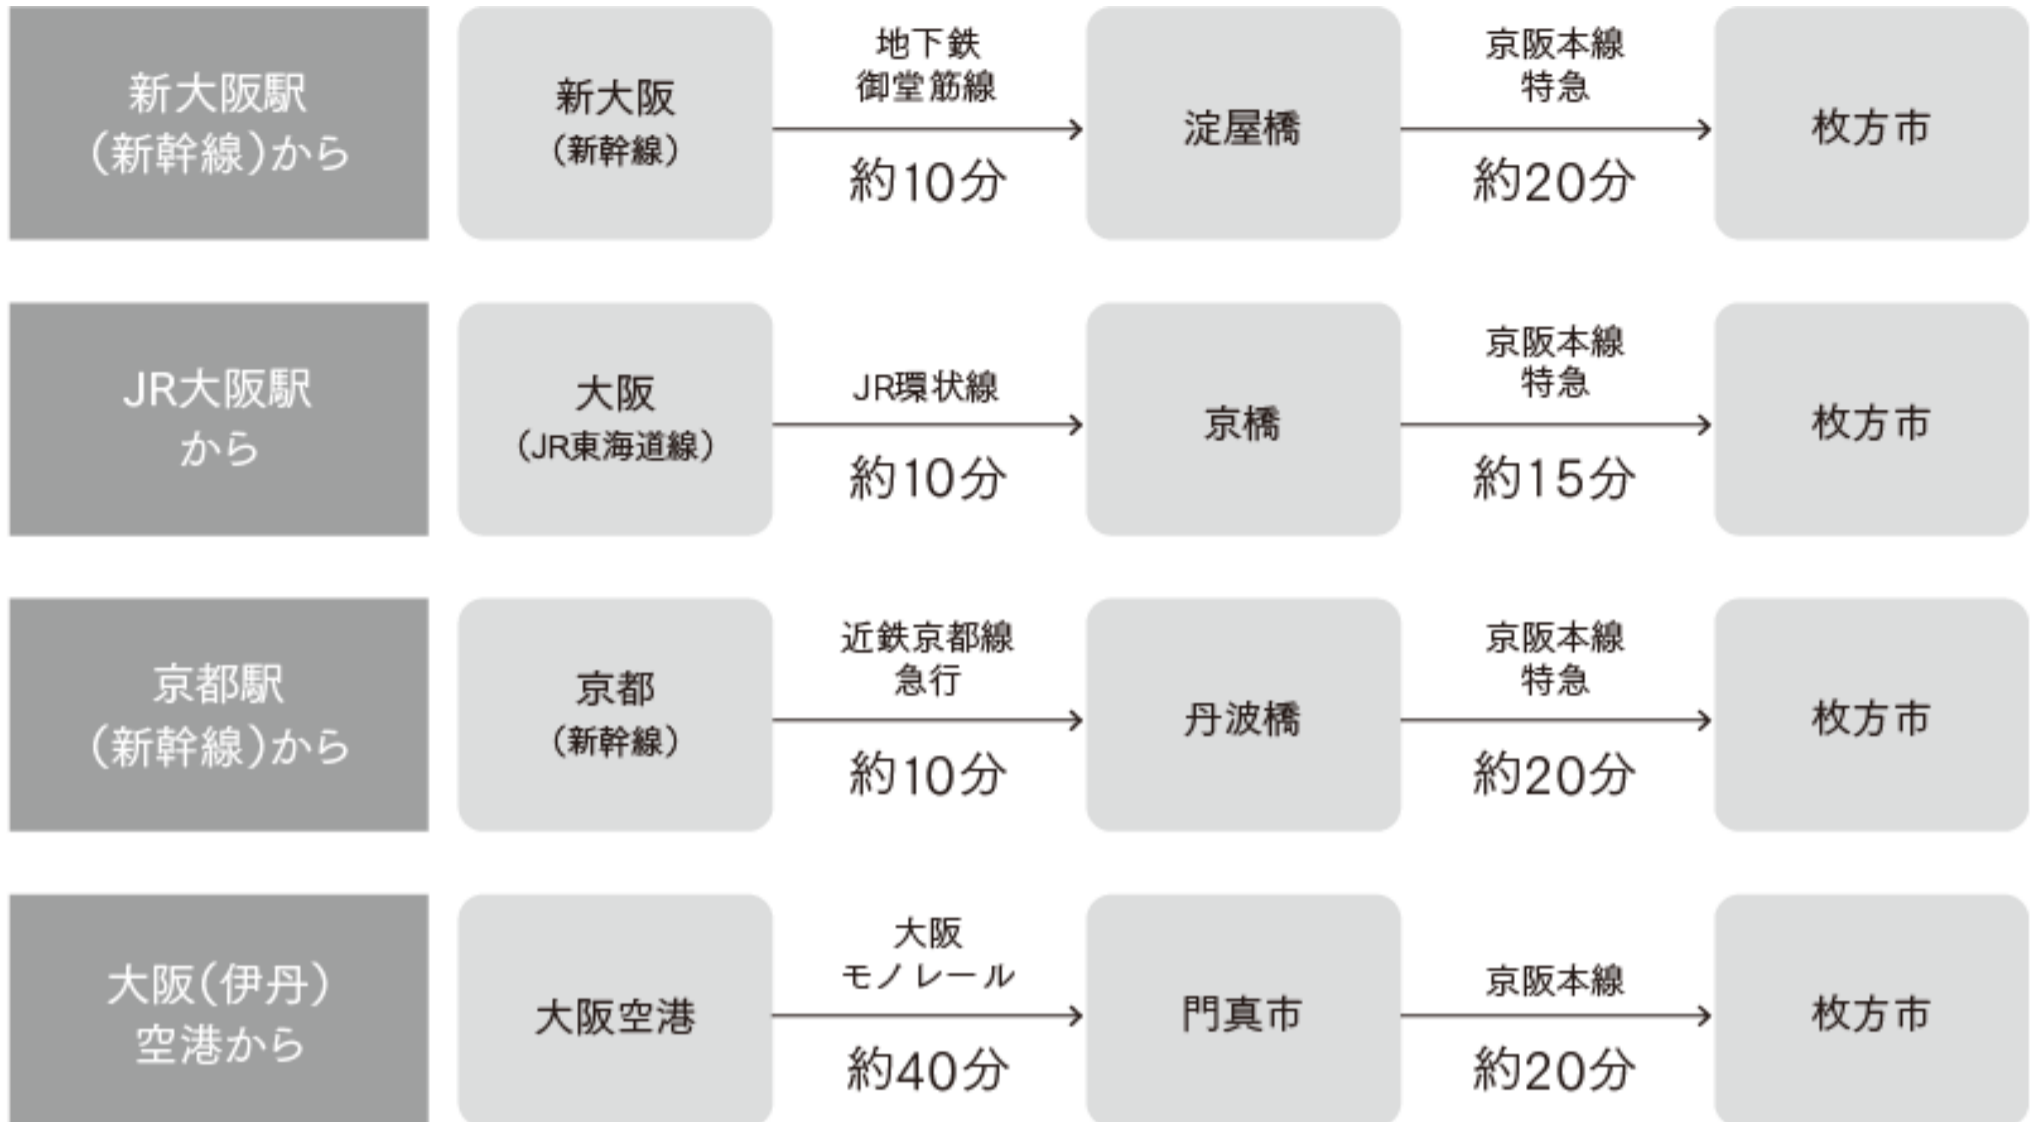 新大阪駅
（新幹線）から
新大阪
（新幹線）
地下鉄
御堂筋線
約10分
淀屋橋
京阪本線
特急
約20分
枚方市
JR大阪駅
から
大阪
（JR東海道線）
JR環状線
約10分
京橋
京阪本線
特急
約15分
枚方市
京都駅
（新幹線）から
京都
（新幹線）
近鉄京都線
急行
約10分
丹波橋
京阪本線
特急
約20分
枚方市
大阪（伊丹）
空港から
大阪空港
大阪
モノレール
約40分
門真市
京阪本線
約20分
枚方市